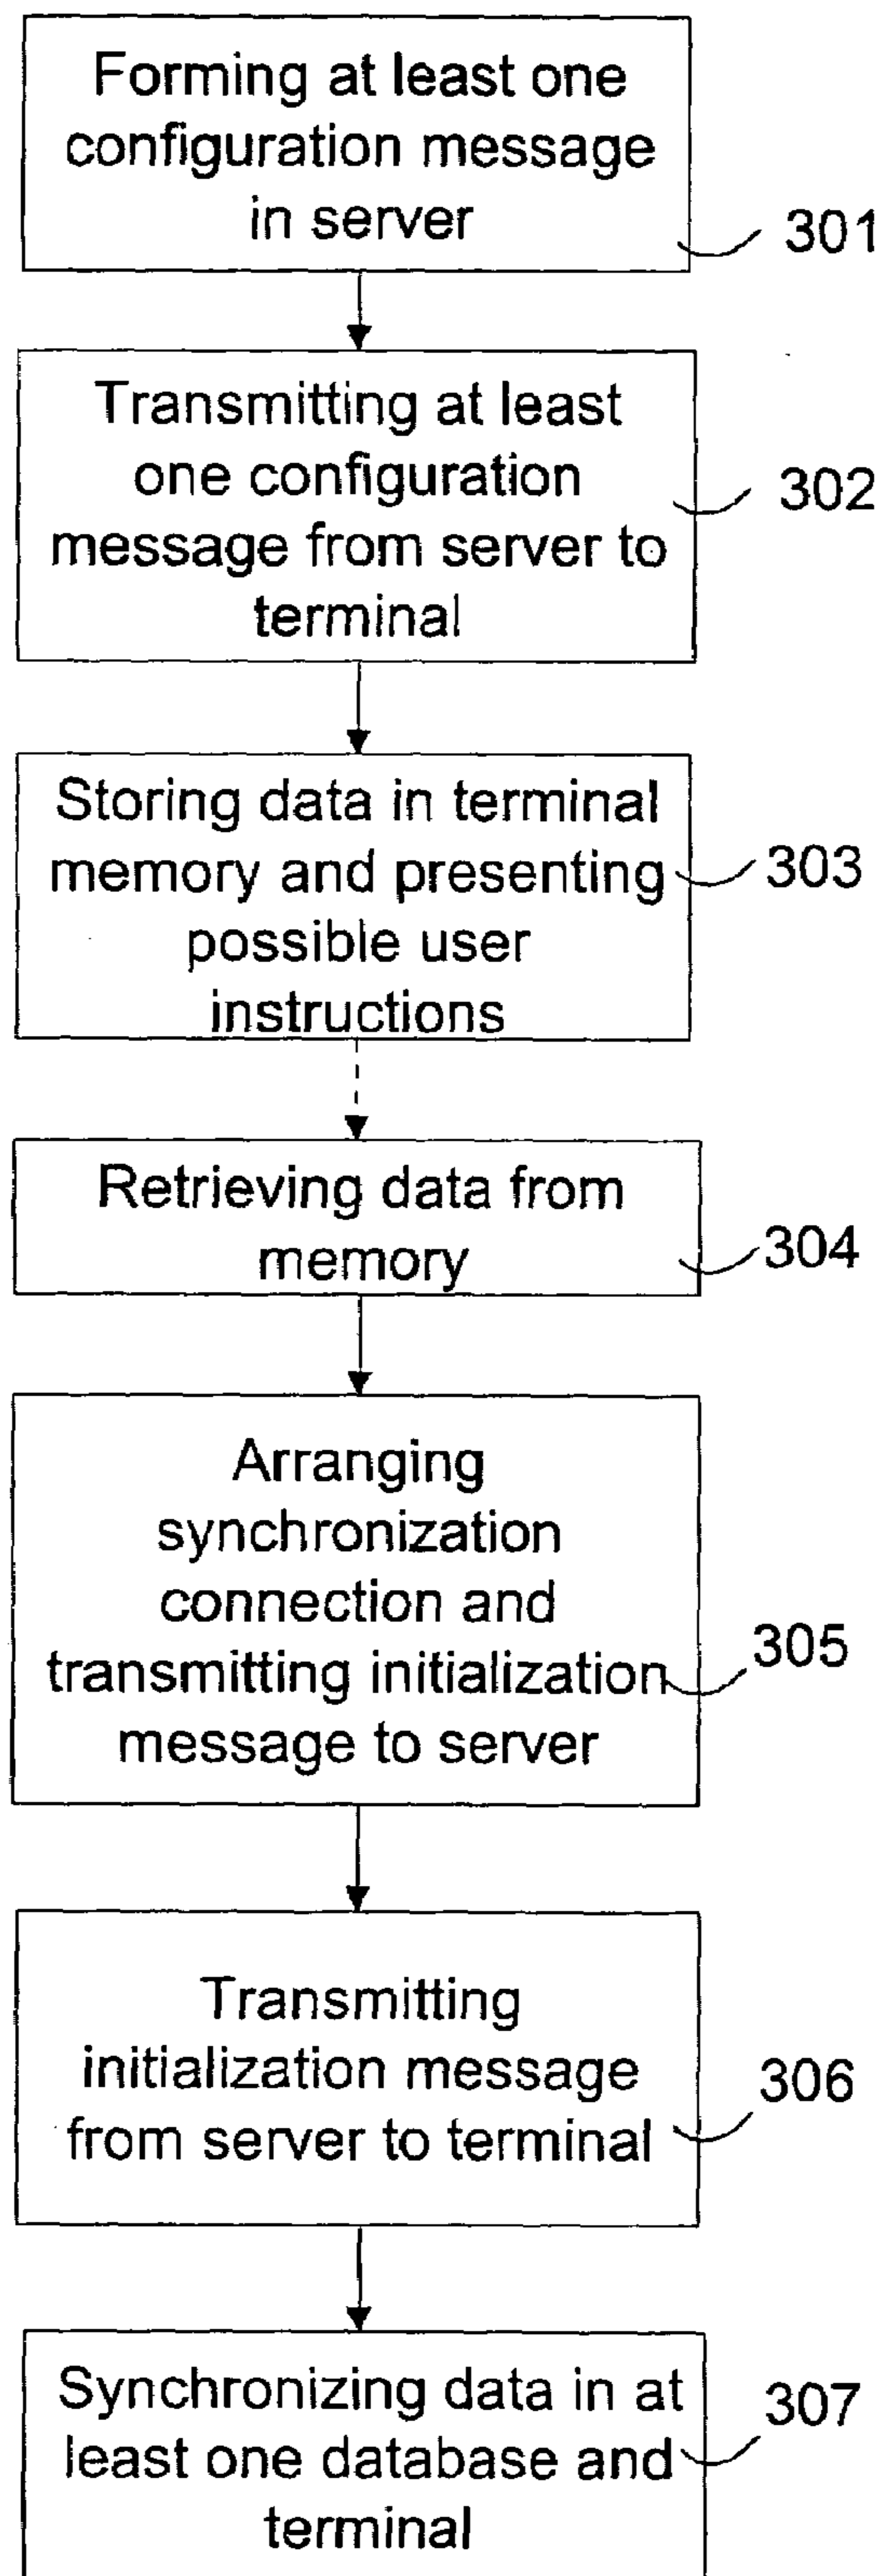 Forming at least one
configuration message
in server
301
Transmitting at least
one configuration
message from server to
terminal
302
Storing data in terminal
memory and presenting
possible user
instructions
303
Retrieving data from
memory
304
Arranging
synchronization
connection and
transmitting initialization
message to server
305
Transmitting
initialization message
from server to terminal
306
Synchronizing data in at
least one database and
terminal
307